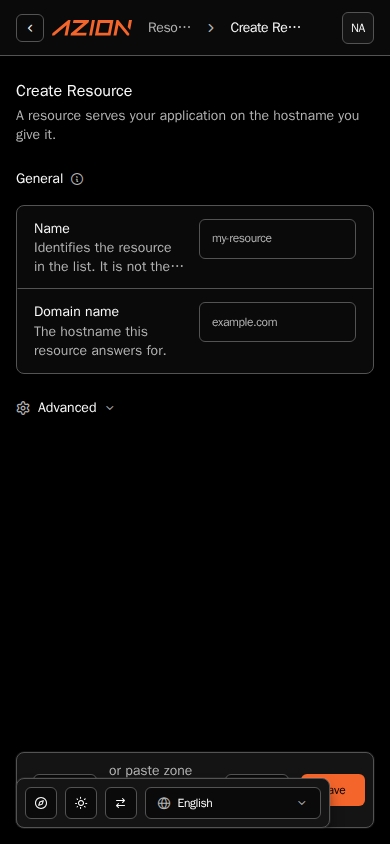 AZION
Reso···
Create Re···
NA
Create Resource
A resource serves your application on the hostname you
give it.
General
Name
Identifies the resource
in the list. It is not the···
my-resource
Domain name
The hostname this
resource answers for.
example.com
Advanced
or paste zone
English